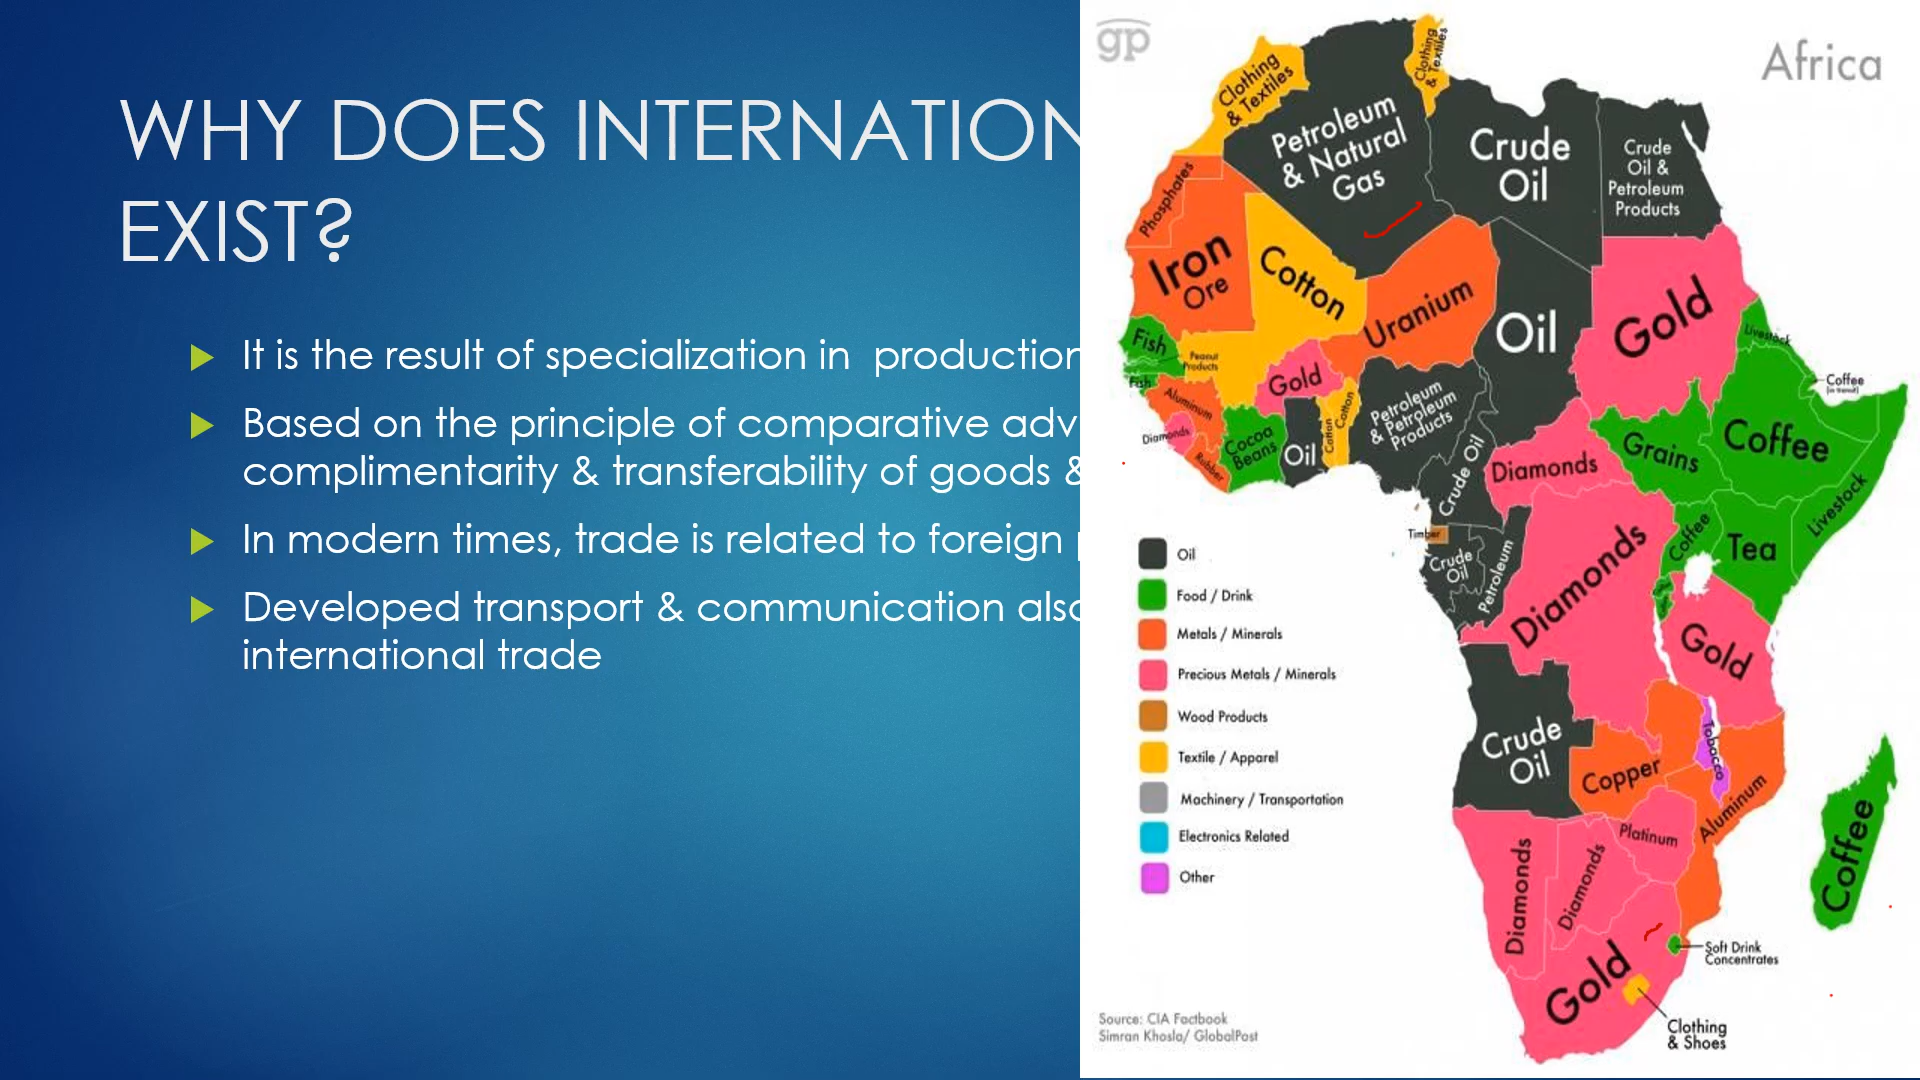 WHY DOES INTERNATION
EXIST?
It is the result of specialization in production
Based on the principle of comparative adv
complimentarity & transferability of goods &
In modern times, trade is related to foreign
Developed transport & communication also
international trade
gp
Africa
Clothing
& Textiles
Clothing
& Textiles
Petroleum
& Natural
Gas
Crude
Oil
Crude
Oil &
Petroleum
Products
Phosphates
Iron
Ore
Cotton
Uranium
Oil
Gold
Livestock
Coffee
(in transit)
Fish
Peanut
Products
Fish
Aluminum
Diamonds
Rubber
Cocoa
Beans
Gold
Oil
Cotton
Cotton
Petroleum
& Petroleum
Products
Crude Oil
Diamonds
Grains
Coffee
Livestock
Timber
Crude
Oil
Petroleum
Diamonds
Coffee
Tea
Gold
Oil
Food / Drink
Metals / Minerals
Precious Metals / Minerals
Wood Products
Textile / Apparel
Machinery / Transportation
Electronics Related
Other
Crude
Oil
Copper
Tobacco
Aluminum
Coffee
Diamonds
Diamonds
Platinum
Gold
Soft Drink
Concentrates
Clothing
& Shoes
Source: CIA Factbook
Simran Khosla/ GlobalPost